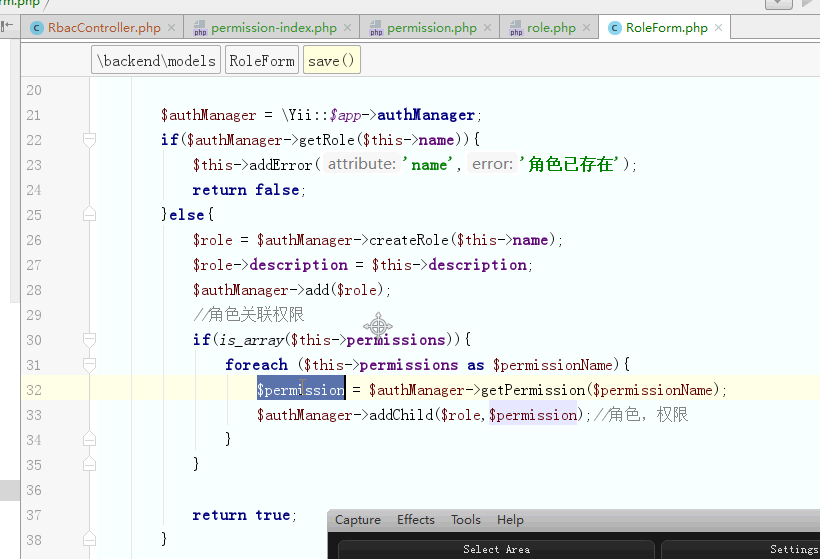 rm.php
RbacController.php
permission-index.php
permission.php
role.php
RoleForm.php
\backend\models
RoleForm
save()
20
21 $authManager = \Yii::$app->authManager;
22 if($authManager->getRole($this->name)){
23 $this->addError( attribute: 'name', error: '角色已存在');
24 return false;
25 }else{
26 $role = $authManager->createRole($this->name);
27 $role->description = $this->description;
28 $authManager->add($role);
29 //角色关联权限
30 if(is_array($this->permissions)){
31 foreach ($this->permissions as $permissionName){
32 $permission = $authManager->getPermission($permissionName);
33 $authManager->addChild($role,$permission);//角色，权限
34 }
35 }
36
37 return true;
38 }
Capture Effects Tools Help
Select Area
Settings